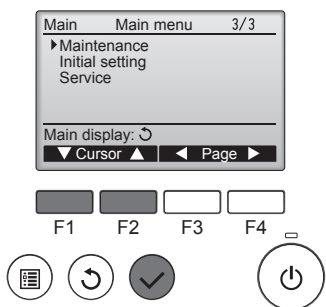 Main Main menu 3/3
▶Maintenance
Initial setting
Service
Main display: ↺
▼ Cursor ▲ ◀ Page ▶
F1 F2 F3 F4